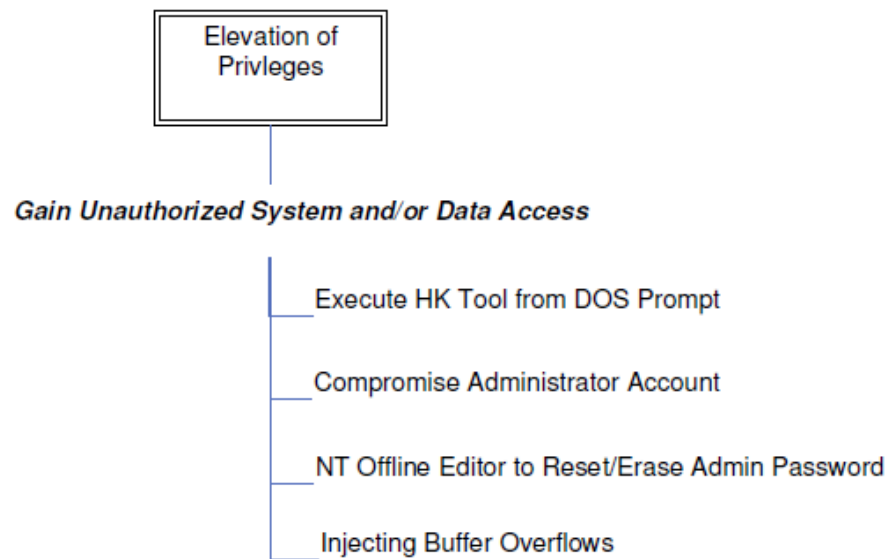 Elevation of
Privleges
Gain Unauthorized System and/or Data Access
Execute HK Tool from DOS Prompt
Compromise Administrator Account
NT Offline Editor to Reset/Erase Admin Password
Injecting Buffer Overflows